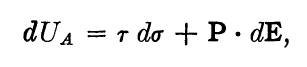 dU_A = τ dσ + P · dE,